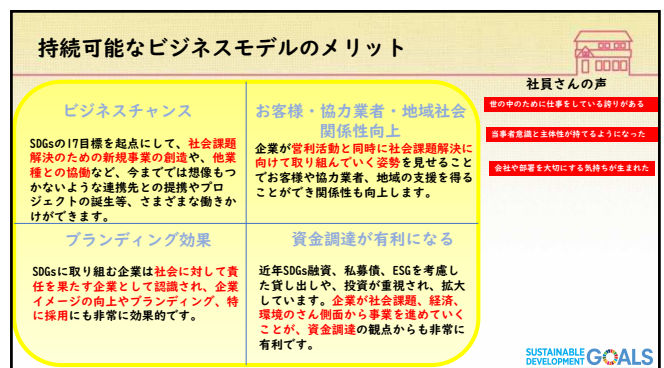 持続可能なビジネスモデルのメリット
ビジネスチャンス
SDGsの17目標を起点にして、社会課題
解決のための新規事業の創造や、他業
種との協働など、今まででは想像もつ
かないような連携先との提携やプロ
ジェクトの誕生等、さまざまな働きか
けができます。
お客様・協力業者・地域社会
関係性向上
企業が営利活動と同時に社会課題解決に
向けて取り組んでいく姿勢を見せること
でお客様や協力業者、地域の支援を得る
ことができ関係性も向上します。
ブランディング効果
SDGsに取り組む企業は社会に対して責
任を果たす企業として認識され、企業
イメージの向上やブランディング、特
に採用にも非常に効果的です。
資金調達が有利になる
近年SDGs融資、私募債、ESGを考慮し
た貸し出しや、投資が重視され、拡大
しています。企業が社会課題、経済、
環境のさん側面から事業を進めていく
ことが、資金調達の観点からも非常に
有利です。
社員さんの声
世の中のために仕事をしている誇りがある
当事者意識と主体性が持てるようになった
会社や部署を大切にする気持ちが生まれた
SUSTAINABLE
DEVELOPMENT GOALS